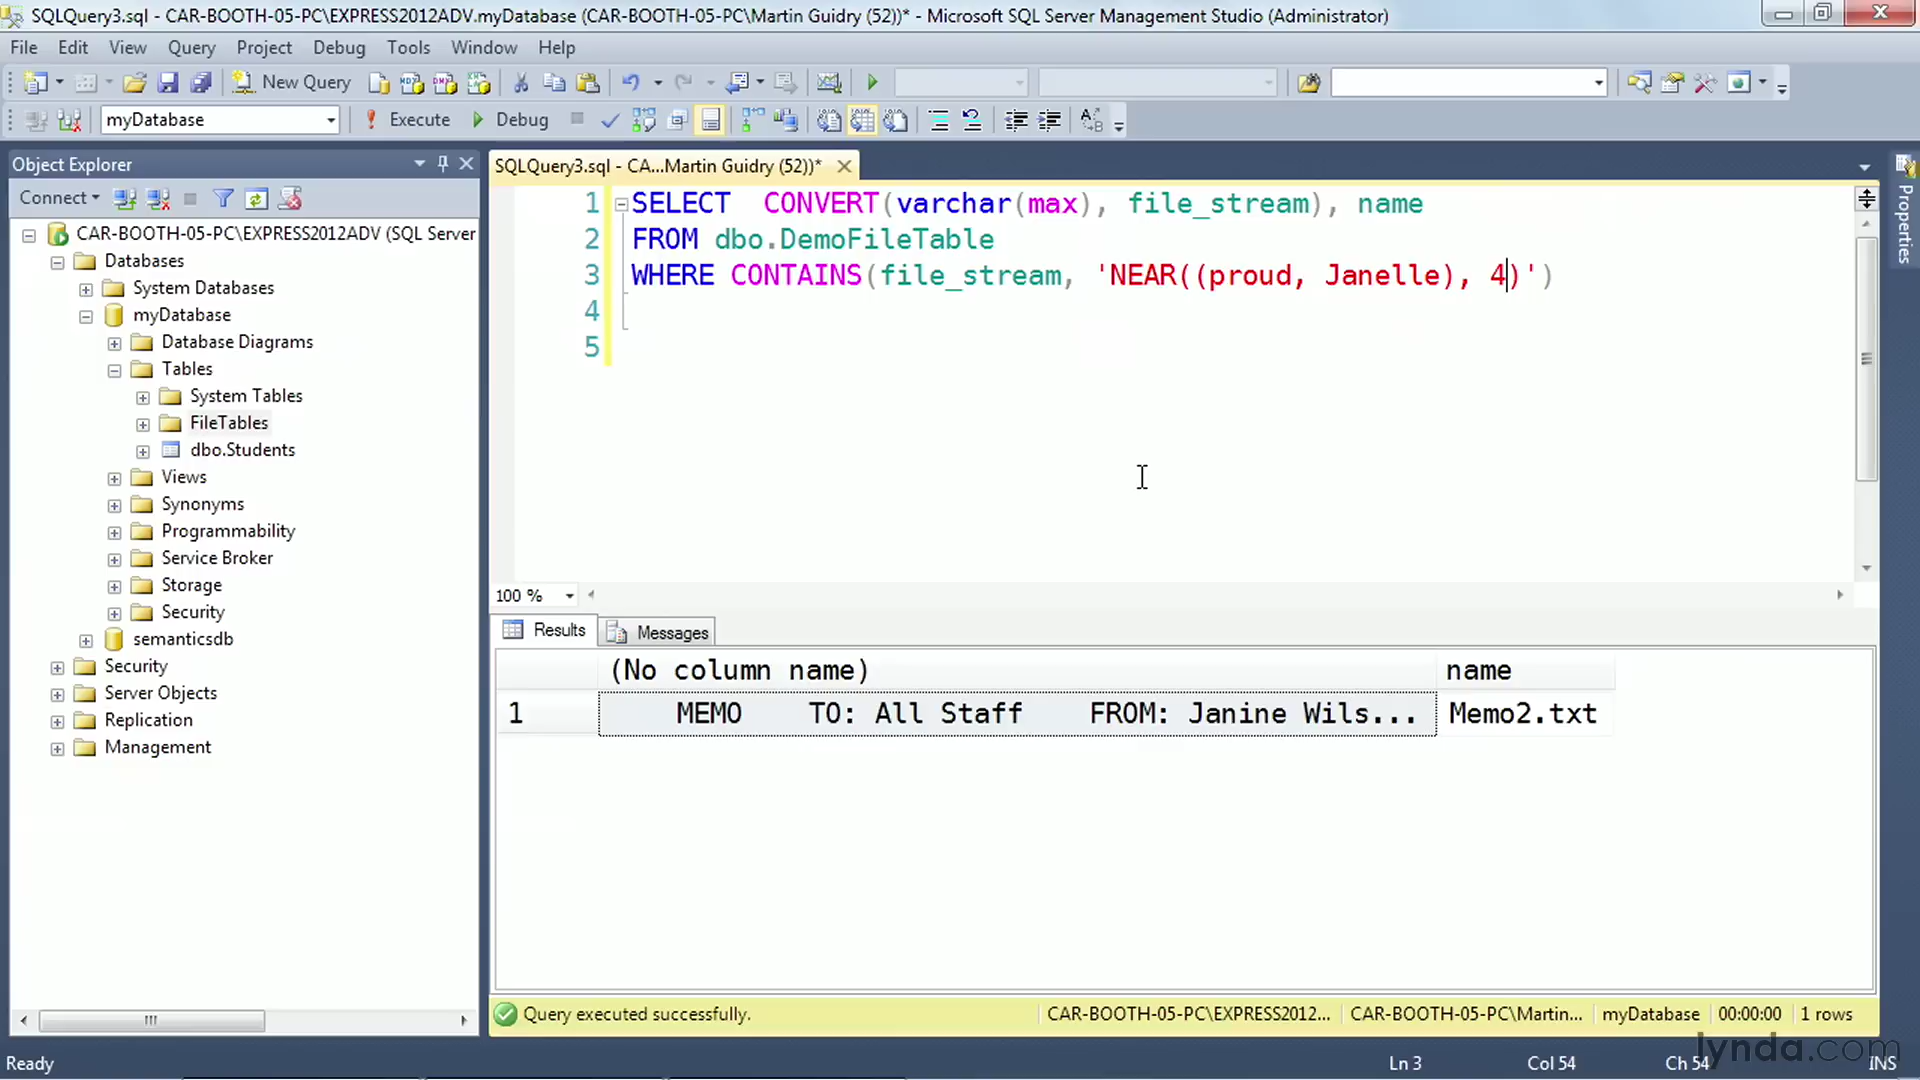 SQLQuery3.sql - CAR-BOOTH-05-PC\EXPRESS2012ADV.myDatabase (CAR-BOOTH-05-PC\Martin Guidry (52))* - Microsoft SQL Server Management Studio (Administrator)
File Edit View Query Project Debug Tools Window Help
New Query
myDatabase Execute Debug
Object Explorer
Connect
CAR-BOOTH-05-PC\EXPRESS2012ADV (SQL Server
Databases
System Databases
myDatabase
Database Diagrams
Tables
System Tables
FileTables
dbo.Students
Views
Synonyms
Programmability
Service Broker
Storage
Security
semanticsdb
Security
Server Objects
Replication
Management
SQLQuery3.sql - CA...Martin Guidry (52))*
Properties
1 SELECT  CONVERT(varchar(max), file_stream), name
2 FROM dbo.DemoFileTable
3 WHERE CONTAINS(file_stream, 'NEAR((proud, Janelle), 4)')
4
5
100 %
Results Messages
(No column name) name
1 MEMO TO: All Staff FROM: Janine Wils... Memo2.txt
Query executed successfully. CAR-BOOTH-05-PC\EXPRESS2012... CAR-BOOTH-05-PC\Martin... myDatabase 00:00:00 1 rows
Ready Ln 3 Col 54 Ch 54 INS
lynda.com